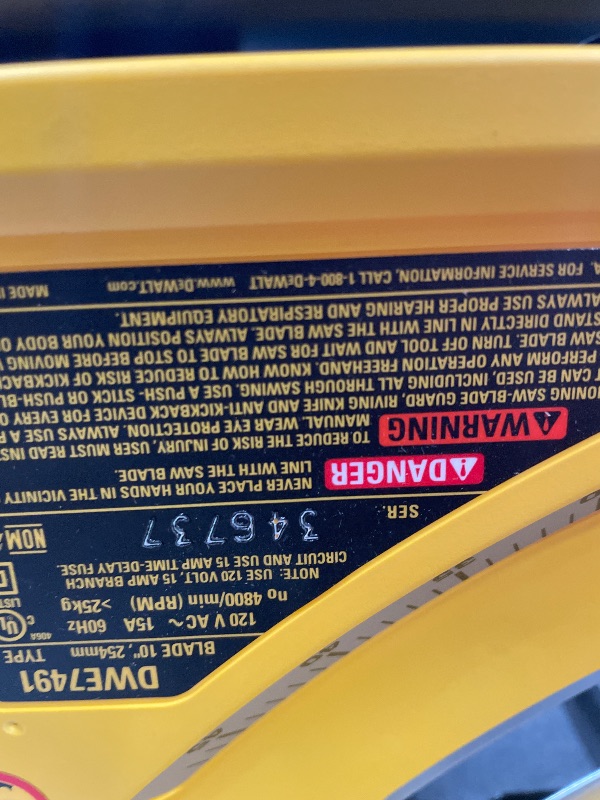 DWE7491 TYPE
BLADE 10", 254mm
120 V AC~ 15A 60Hz
n₀ 4800/min (RPM) >25kg
NOTE: USE 120 VOLT, 15 AMP BRANCH
CIRCUIT AND USE 15 AMP TIME-DELAY FUSE.
C UL
406A
NOM
SER. 346737
DANGER NEVER PLACE YOUR HANDS IN THE VICINITY
LINE WITH THE SAW BLADE.
WARNING TO REDUCE THE RISK OF INJURY, USER MUST READ INST
MANUAL. WEAR EYE PROTECTION. ALWAYS USE A
SAW-BLADE GUARD, RIVING KNIFE AND ANTI-KICKBACK DEVICE FOR EVERY
BE USED, INCLUDING ALL THROUGH SAWING. USE A PUSH- STICK OR PUSH-BL
PERFORM ANY OPERATION FREEHAND. KNOW HOW TO REDUCE RISK OF KICKBACK
SAW BLADE. TURN OFF TOOL AND WAIT FOR SAW BLADE TO STOP BEFORE MOVING
STAND DIRECTLY IN LINE WITH THE SAW BLADE. ALWAYS POSITION YOUR BODY
ALWAYS USE PROPER HEARING AND RESPIRATORY EQUIPMENT.
FOR SERVICE INFORMATION, CALL 1-800-4-DEWALT www.DEWALT.com MADE